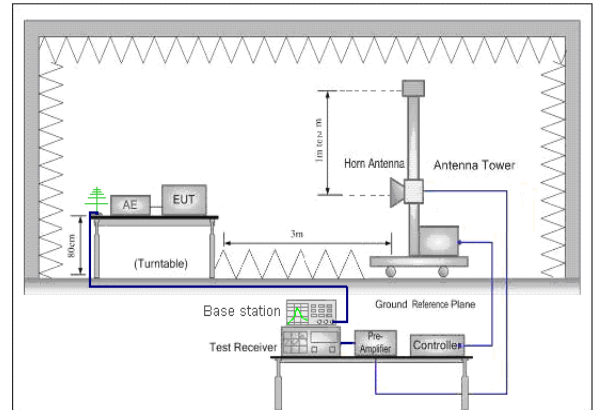 1m to 4 m
Horn Antenna
Antenna Tower
AE
EUT
80cm
3m
(Turntable)
Ground Reference Plane
Base station
Test Receiver
Pre-
Amplifier
Controller